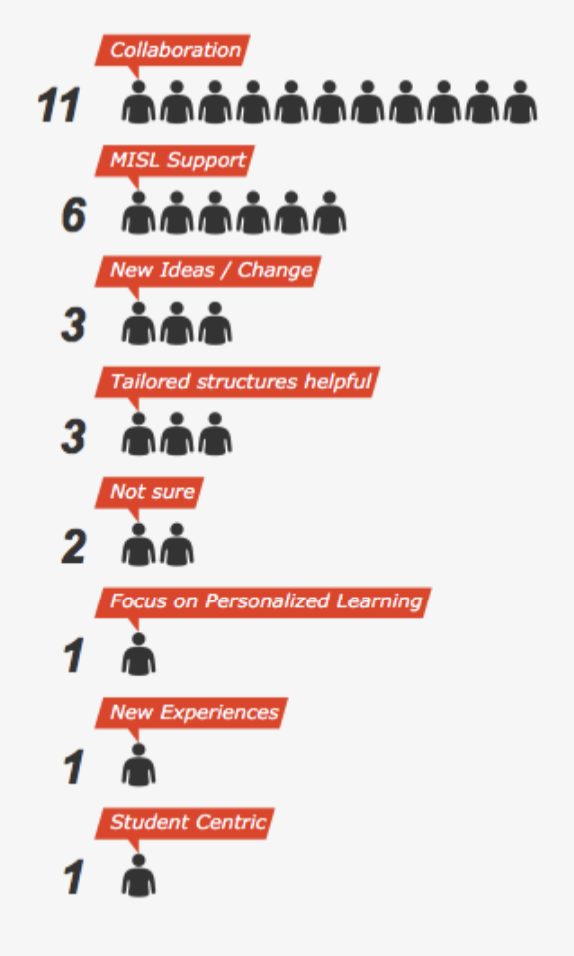 Collaboration
11
MISL Support
6
New Ideas / Change
3
Tailored structures helpful
3
Not sure
2
Focus on Personalized Learning
1
New Experiences
1
Student Centric
1